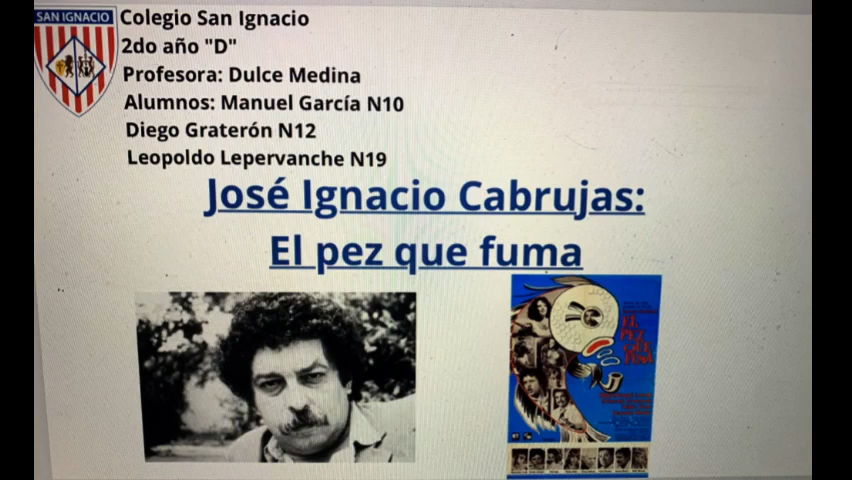 SAN IGNACIO
Colegio San Ignacio
2do año "D"
Profesora: Dulce Medina
Alumnos: Manuel García N10
Diego Graterón N12
Leopoldo Lepervanche N19
José Ignacio Cabrujas:
El pez que fuma
EL
PEZ
QUE
FUMA